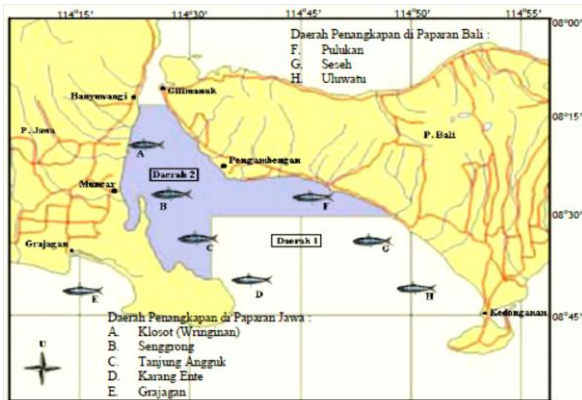 114°15' 114°30' 114°45' 114°50' 114°55'
08°00'
Daerah Penangkapan di Paparan Bali :
F. Pulukan
G. Seseh
H. Uluwatu
Banyuwangi
Gilimanuk
08°15'
P. Jawa
P. Bali
A
Pengambengan
Daerah 2
Muncar
B
F
08°30'
Grajagan
C
Daerah 1
G
D
E
H
Kedonganan
08°45'
Daerah Penangkapan di Paparan Jawa :
A. Klosot (Wringinan)
B. Senggrong
C. Tanjung Angguk
D. Karang Ente
E. Grajagan
U